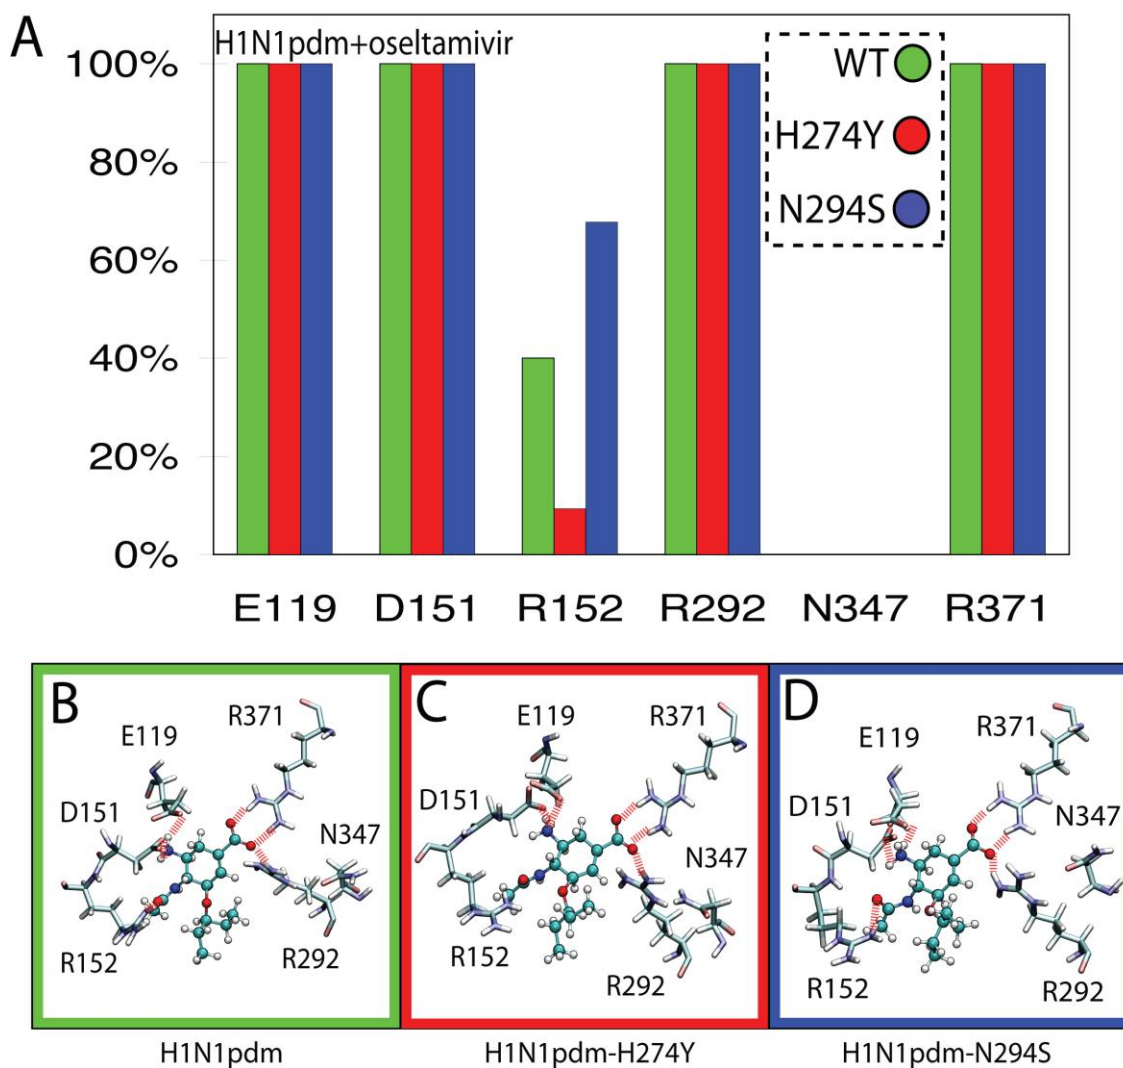 A
H1N1pdm+oseltamivir
WT
H274Y
N294S
100%
80%
60%
40%
20%
0%
E119 D151 R152 R292 N347 R371
B
E119
R371
D151
N347
R152
R292
H1N1pdm
C
E119
R371
D151
N347
R152
R292
H1N1pdm-H274Y
D
E119
R371
D151
N347
R152
R292
H1N1pdm-N294S